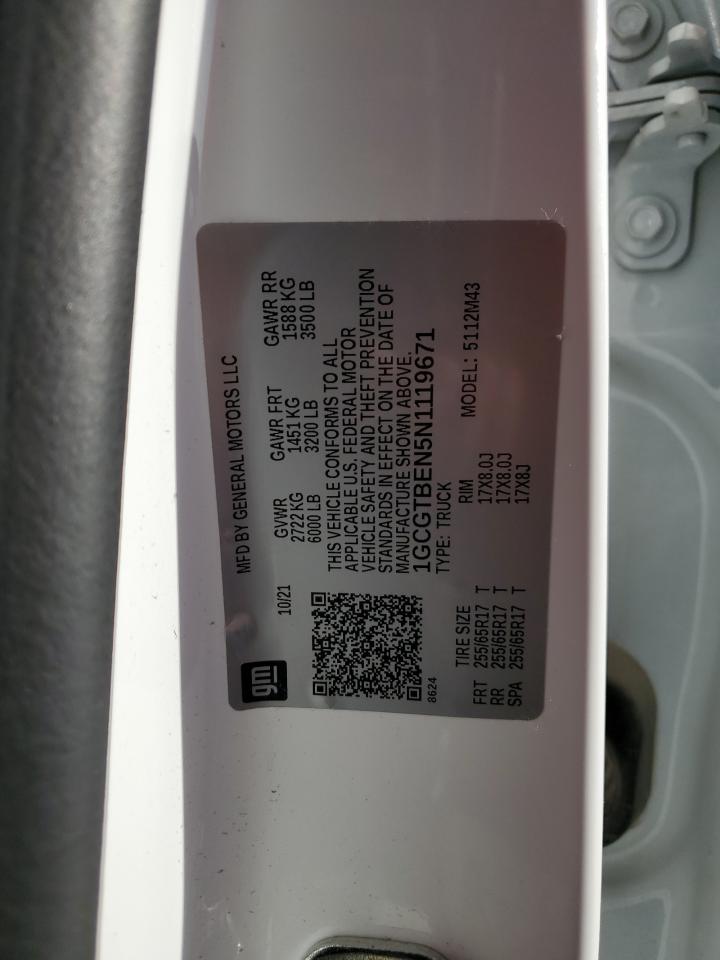 gm
MFD BY GENERAL MOTORS LLC
10/21
GVWR GAWR FRT GAWR RR
2722 KG 1451 KG 1588 KG
6000 LB 3200 LB 3500 LB
THIS VEHICLE CONFORMS TO ALL
APPLICABLE U.S. FEDERAL MOTOR
VEHICLE SAFETY AND THEFT PREVENTION
STANDARDS IN EFFECT ON THE DATE OF
MANUFACTURE SHOWN ABOVE.
1GCGTBEN5N1119671
8624
TYPE: TRUCK
MODEL: 5112M43
TIRE SIZE RIM
FRT 255/65R17 T 17X8.0J
RR 255/65R17 T 17X8.0J
SPA 255/65R17 T 17X8J